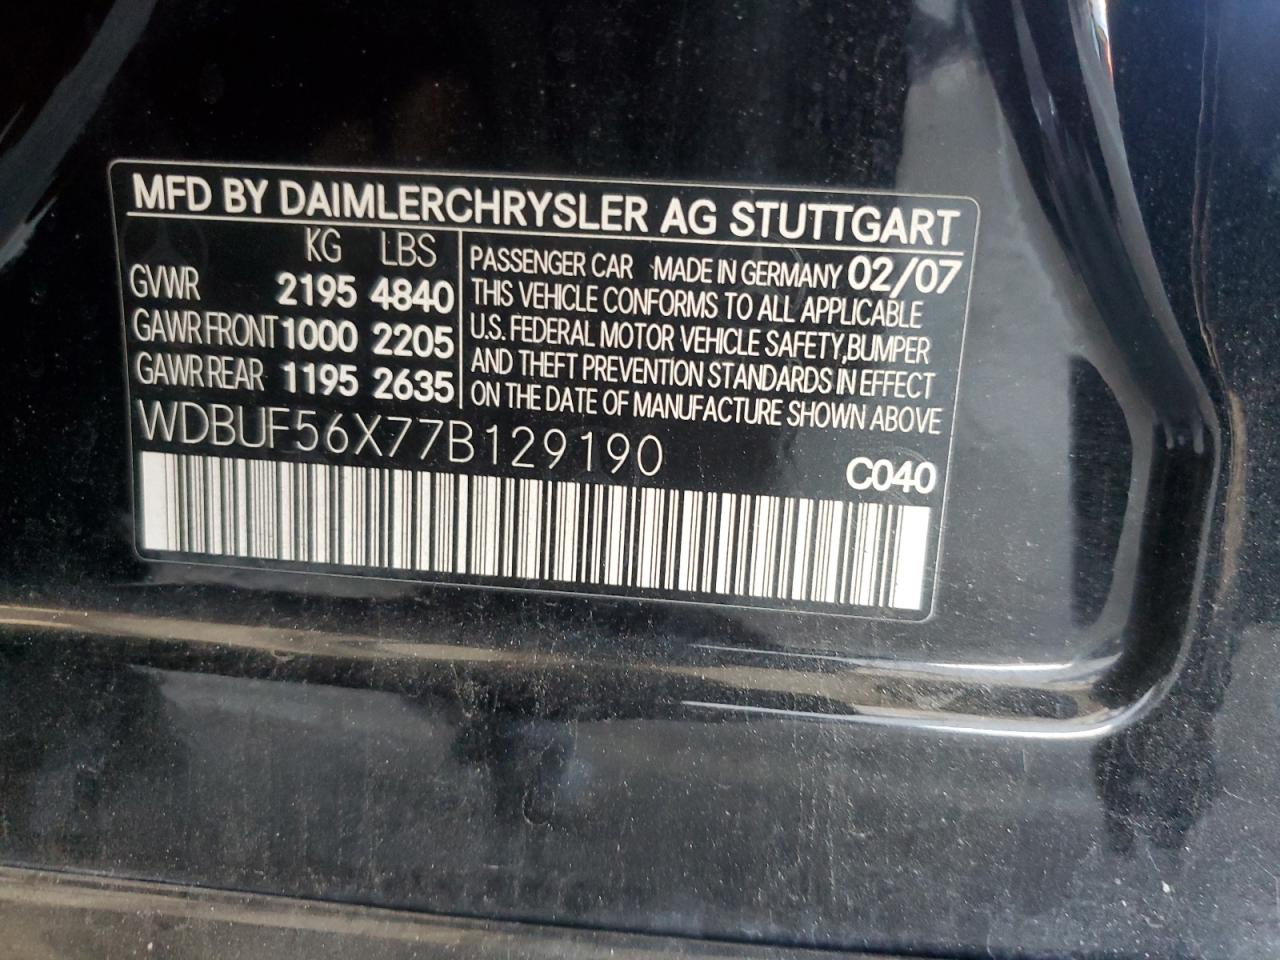 MFD BY DAIMLERCHRYSLER AG STUTTGART
KG LBS
GVWR 2195 4840
GAWR FRONT 1000 2205
GAWR REAR 1195 2635
PASSENGER CAR MADE IN GERMANY 02/07
THIS VEHICLE CONFORMS TO ALL APPLICABLE
U.S. FEDERAL MOTOR VEHICLE SAFETY,BUMPER
AND THEFT PREVENTION STANDARDS IN EFFECT
ON THE DATE OF MANUFACTURE SHOWN ABOVE
WDBUF56X77B129190
C040